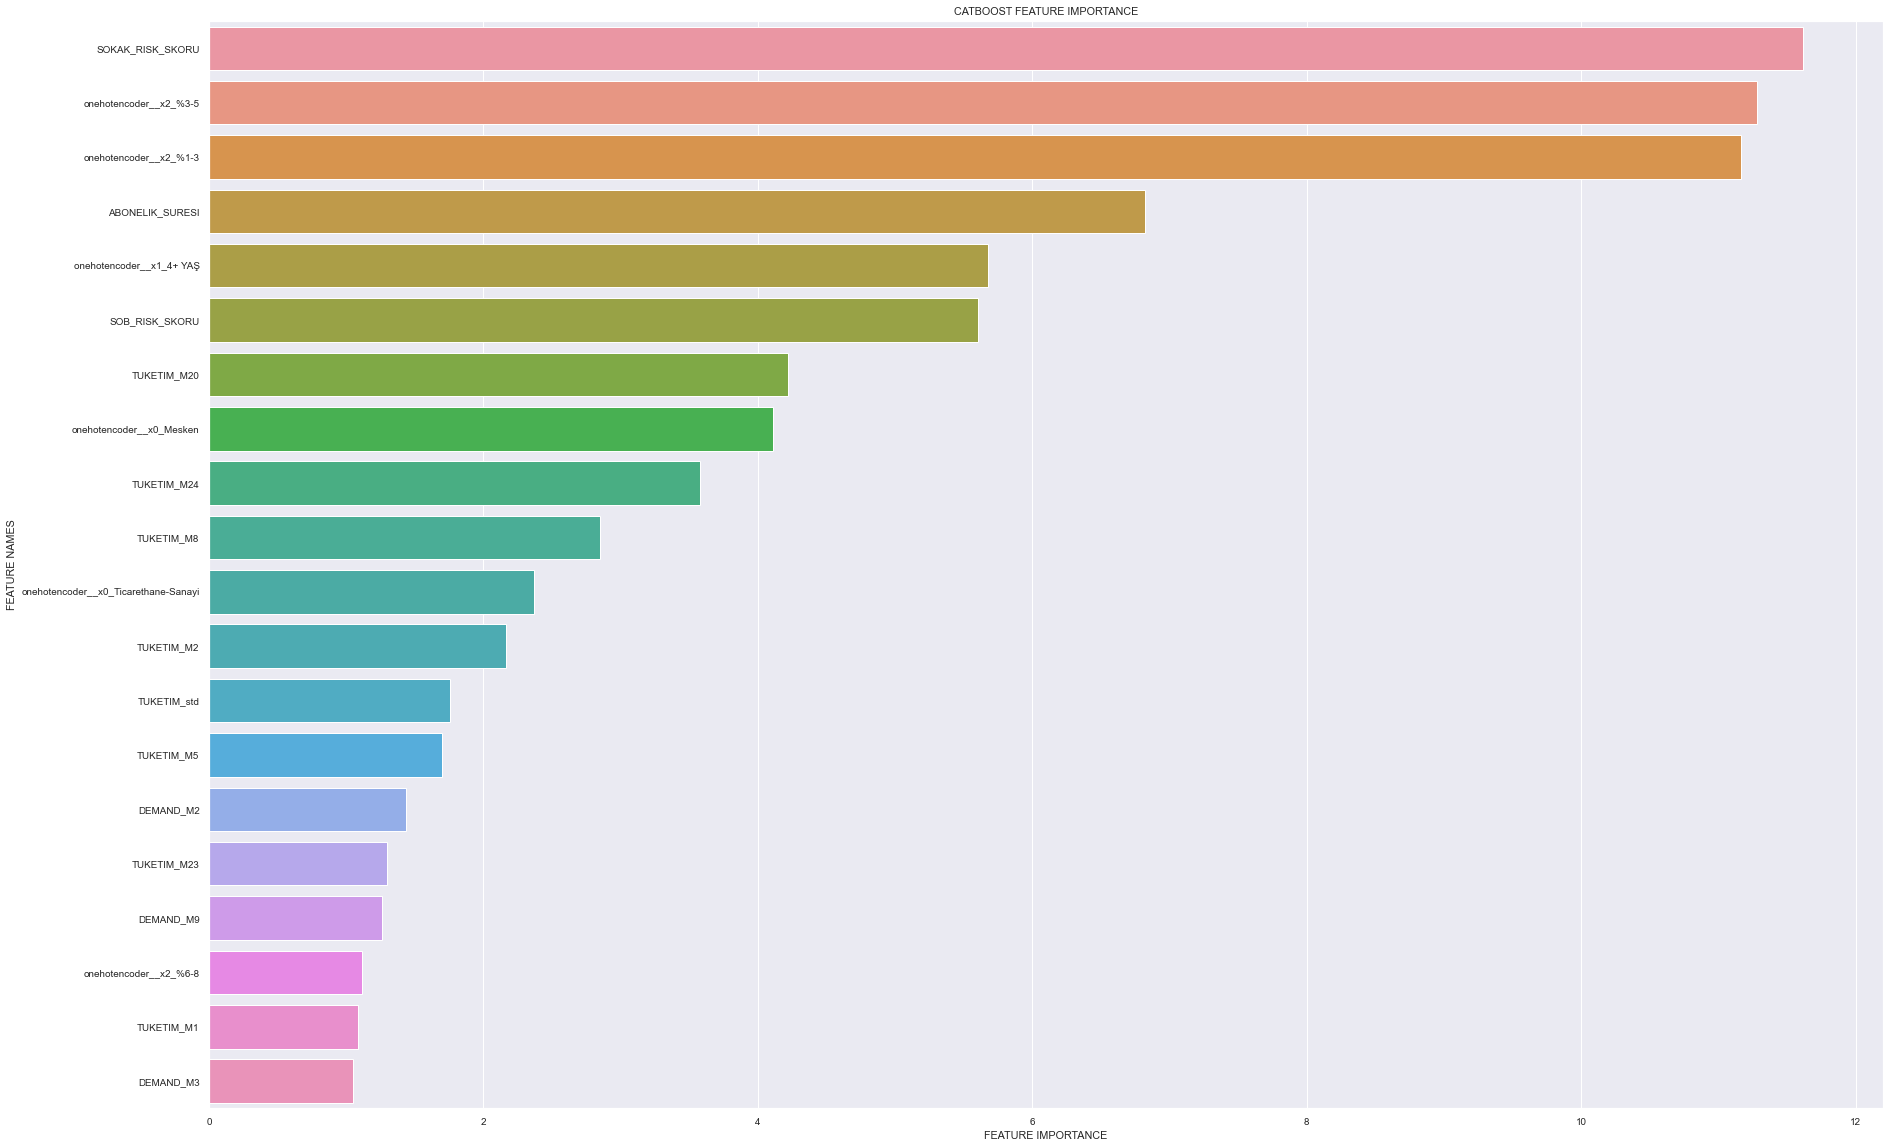 CATBOOST FEATURE IMPORTANCE
SOKAK_RISK_SKORU
onehotencoder__x2_%3-5
onehotencoder__x2_%1-3
ABONELIK_SURESI
onehotencoder__x1_4+ YAŞ
SOB_RISK_SKORU
TUKETIM_M20
onehotencoder__x0_Mesken
TUKETIM_M24
TUKETIM_M8
onehotencoder__x0_Ticarethane-Sanayi
TUKETIM_M2
TUKETIM_std
TUKETIM_M5
DEMAND_M2
TUKETIM_M23
DEMAND_M9
onehotencoder__x2_%6-8
TUKETIM_M1
DEMAND_M3
FEATURE NAMES
0 2 4 6 8 10 12
FEATURE IMPORTANCE